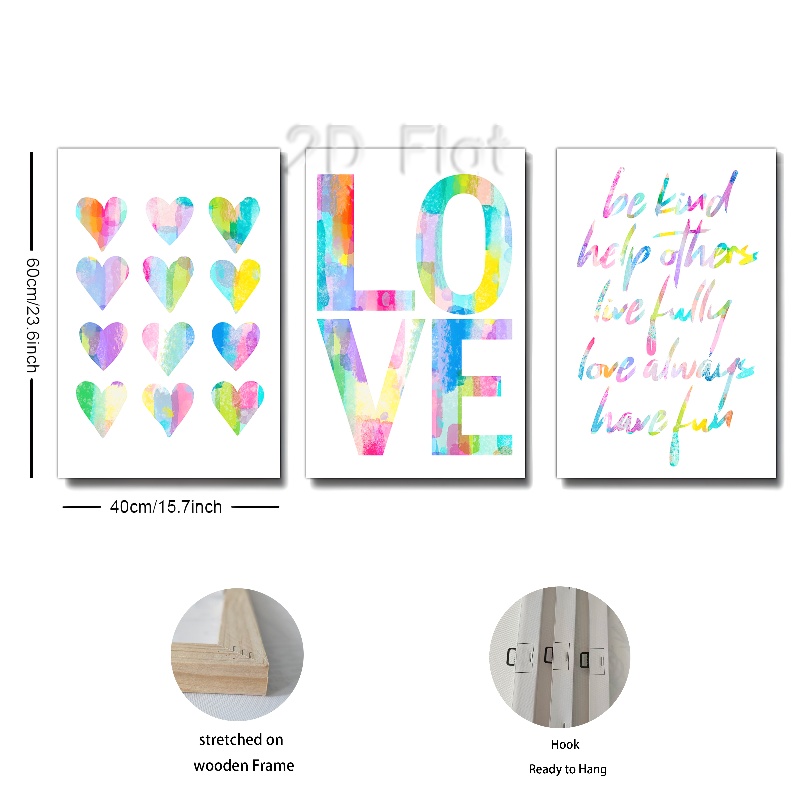 2D Flat
LO
VE
be kind
help others
live fully
love always
have fun
60cm/23.6inch
40cm/15.7inch
stretched on
wooden Frame
Hook
Ready to Hang